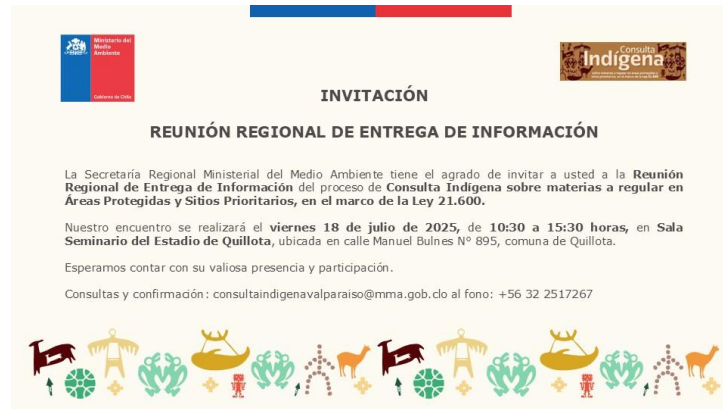 Ministerio del
Medio
Ambiente
Gobierno de Chile
Consulta
Indígena
INVITACIÓN
REUNIÓN REGIONAL DE ENTREGA DE INFORMACIÓN
La Secretaría Regional Ministerial del Medio Ambiente tiene el agrado de invitar a usted a la Reunión
Regional de Entrega de Información del proceso de Consulta Indígena sobre materias a regular en
Áreas Protegidas y Sitios Prioritarios, en el marco de la Ley 21.600.
Nuestro encuentro se realizará el viernes 18 de julio de 2025, de 10:30 a 15:30 horas, en Sala
Seminario del Estadio de Quillota, ubicada en calle Manuel Bulnes N° 895, comuna de Quillota.
Esperamos contar con su valiosa presencia y participación.
Consultas y confirmación: consultaindigenavalparaiso@mma.gob.clo al fono: +56 32 2517267